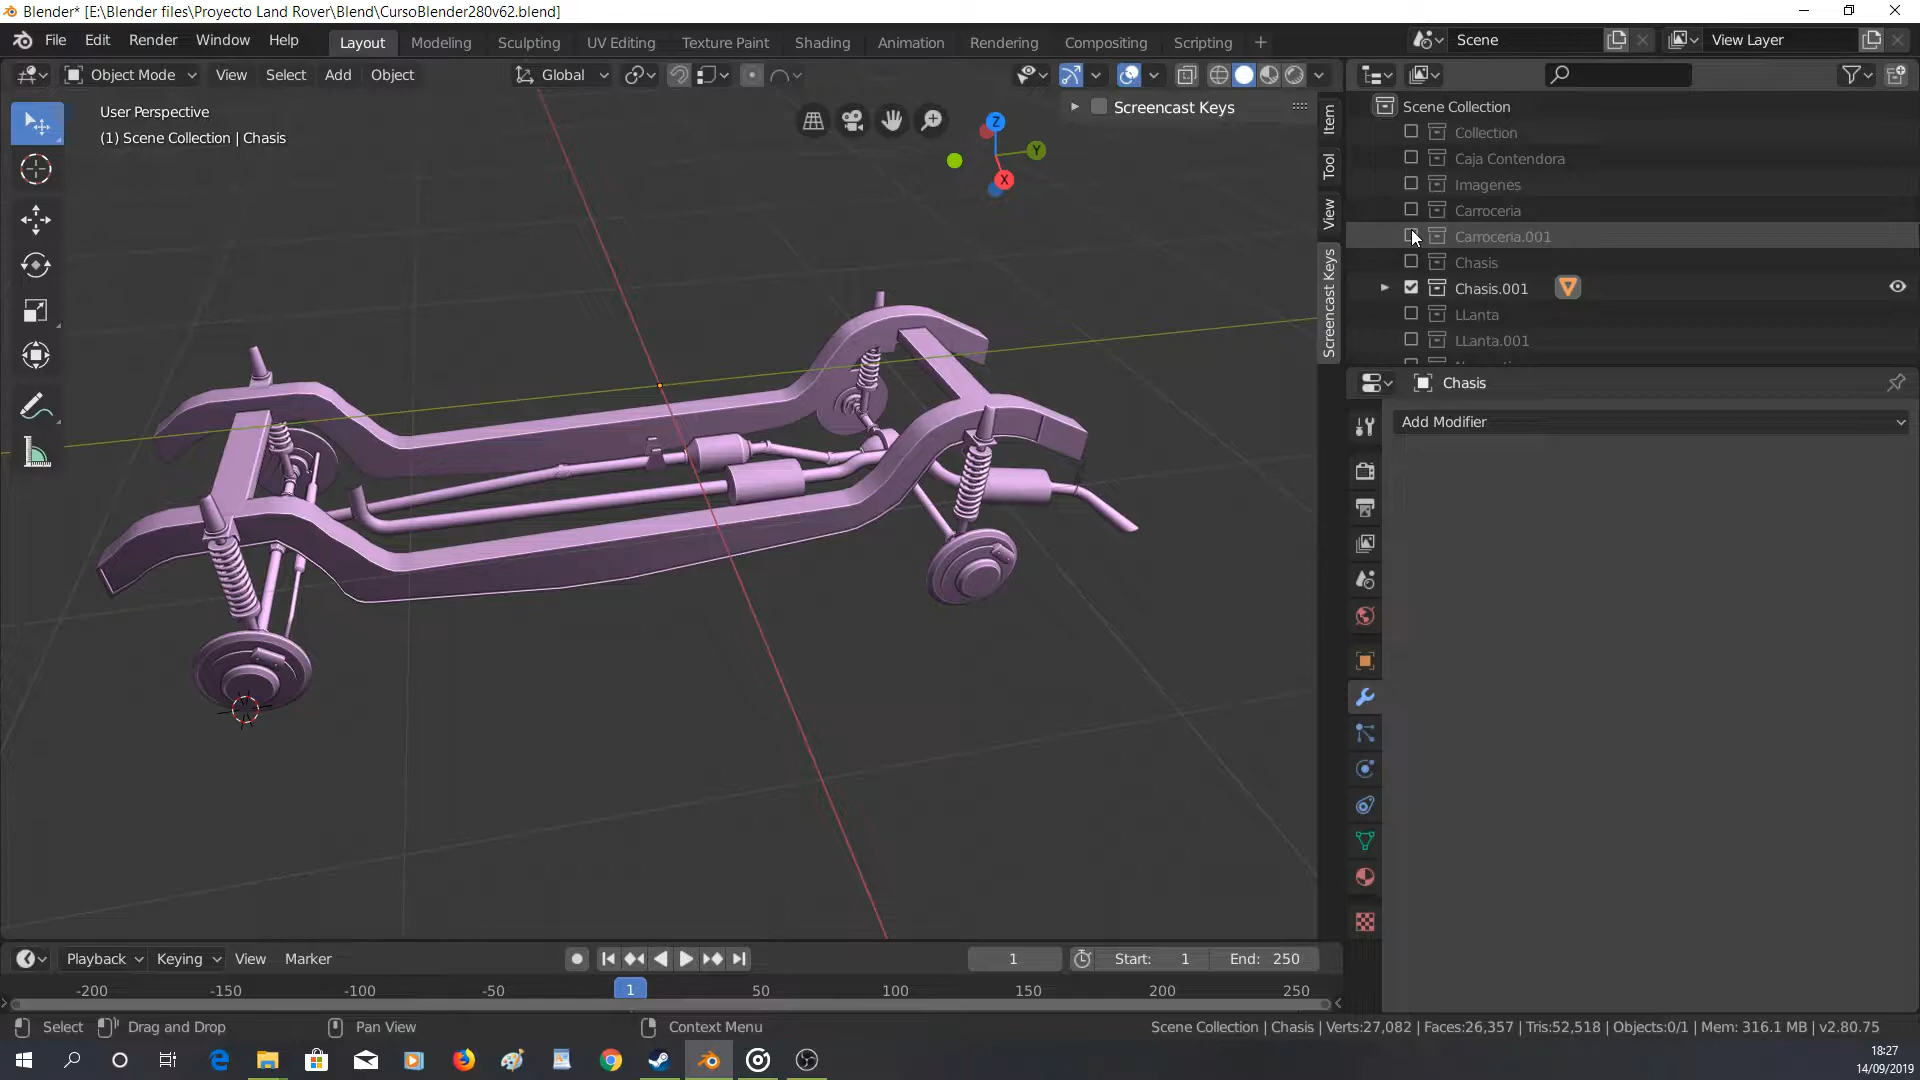 Blender* [E:\Blender files\Proyecto Land Rover\Blend\CursoBlender280v62.blend]
File Edit Render Window Help Layout Modeling Sculpting UV Editing Texture Paint Shading Animation Rendering Compositing Scripting + Scene View Layer
Object Mode View Select Add Object Global
User Perspective
(1) Scene Collection | Chasis
Screencast Keys
Z
Y
X
Item
Tool
View
Screencast Keys
Scene Collection
Collection
Caja Contendora
Imagenes
Carroceria
Carroceria.001
Chasis
Chasis.001
LLanta
LLanta.001
Chasis
Add Modifier
Playback Keying View Marker 1 Start: 1 End: 250
-200 -150 -100 -50 1 50 100 150 200 250
Select Drag and Drop Pan View Context Menu Scene Collection | Chasis | Verts:27,082 | Faces:26,357 | Tris:52,518 | Objects:0/1 | Mem: 316.1 MB | v2.80.75
18:27
14/09/2019